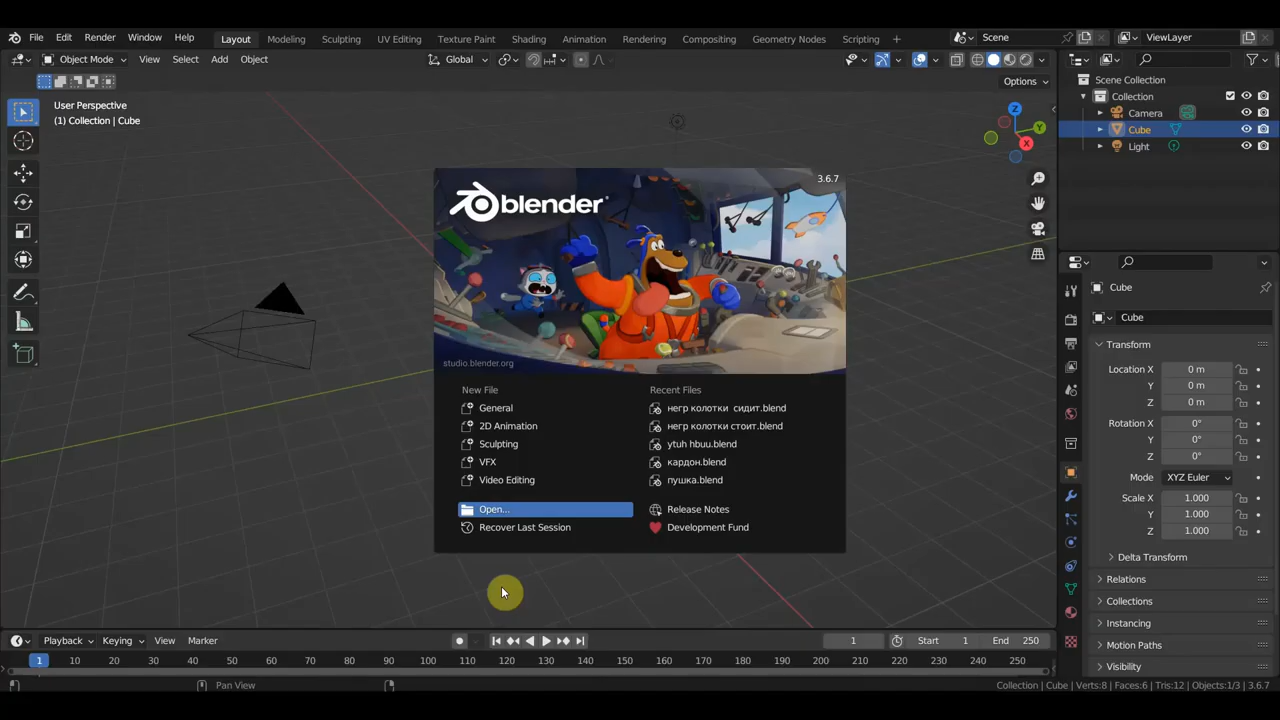 File Edit Render Window Help Layout Modeling Sculpting UV Editing Texture Paint Shading Animation Rendering Compositing Geometry Nodes Scripting + Scene ViewLayer
Object Mode View Select Add Object Global
Options
User Perspective
(1) Collection | Cube
Z
Y
X
Scene Collection
Collection
Camera
Cube
Light
blender
3.6.7
studio.blender.org
New File
General
2D Animation
Sculpting
VFX
Video Editing
Open...
Recover Last Session
Recent Files
негр колотки  сидит.blend
негр колотки стоит.blend
ytuh hbuu.blend
кардон.blend
пушка.blend
Release Notes
Development Fund
Cube
Cube
Transform
Location X 0 m
Y 0 m
Z 0 m
Rotation X 0°
Y 0°
Z 0°
Mode XYZ Euler
Scale X 1.000
Y 1.000
Z 1.000
Delta Transform
Relations
Collections
Instancing
Motion Paths
Visibility
Playback Keying View Marker 1 Start 1 End 250
1 10 20 30 40 50 60 70 80 90 100 110 120 130 140 150 160 170 180 190 200 210 220 230 240 250
Pan View
Collection | Cube | Verts:8 | Faces:6 | Tris:12 | Objects:1/3 | 3.6.7